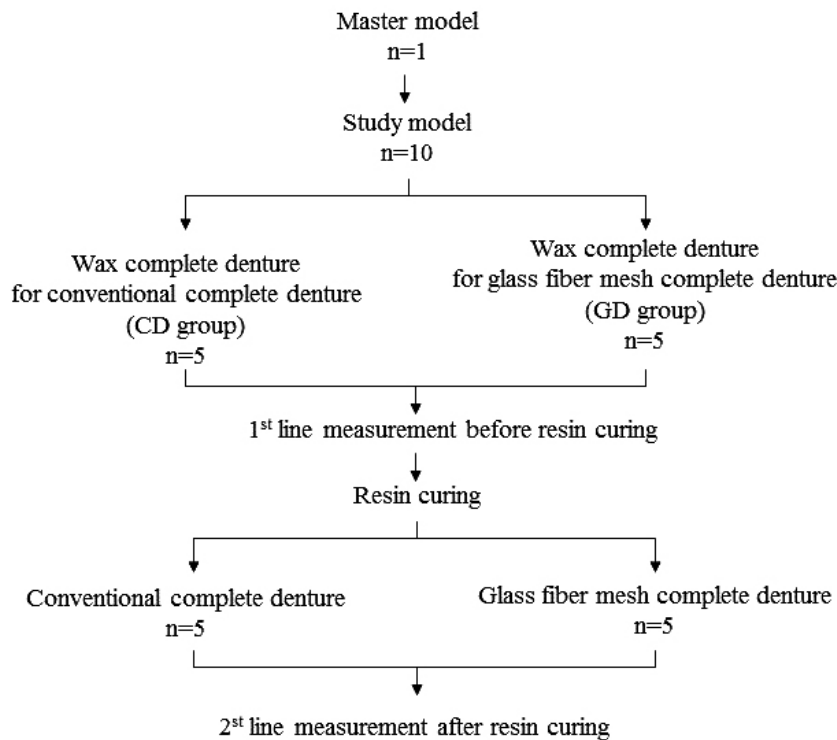 Master model
n=1
Study model
n=10
Wax complete denture
for conventional complete denture
(CD group)
n=5
Wax complete denture
for glass fiber mesh complete denture
(GD group)
n=5
1st line measurement before resin curing
Resin curing
Conventional complete denture
n=5
Glass fiber mesh complete denture
n=5
2st line measurement after resin curing